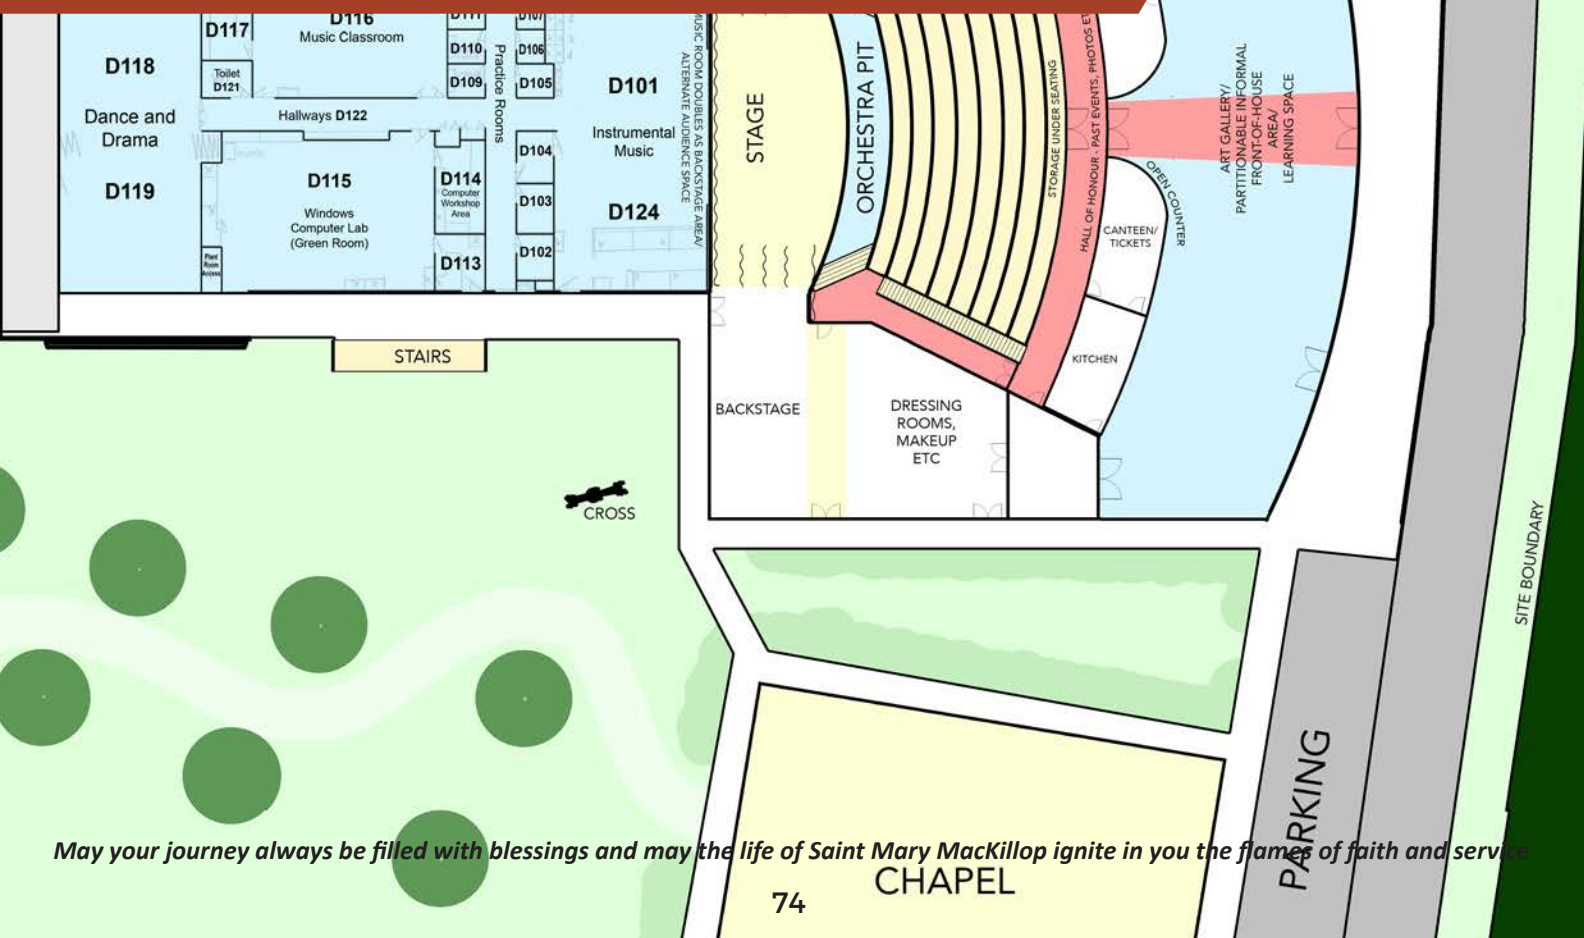 D117
D116
Music Classroom
D111
D107
D118
Dance and
Drama
D119
Toilet
D121
D110
D109
Practice Rooms
D106
D105
D101
Instrumental
Music
D124
MUSIC ROOM DOUBLES AS BACKSTAGE AREA/
ALTERNATE AUDIENCE SPACE
Hallways D122
D115
Windows
Computer Lab
(Green Room)
D114
Computer
Workshop
Area
D113
D104
D103
D102
Plant
Room
Access
STAGE
ORCHESTRA PIT
STORAGE UNDER SEATING
HALL OF HONOUR - PAST EVENTS, PHOTOS
OPEN COUNTER
CANTEEN/
TICKETS
KITCHEN
ART GALLERY/
PARTITIONABLE INFORMAL
FRONT-OF-HOUSE
AREA/
LEARNING SPACE
STAIRS
BACKSTAGE
DRESSING
ROOMS,
MAKEUP
ETC
CROSS
SITE BOUNDARY
PARKING
May your journey always be filled with blessings and may the life of Saint Mary MacKillop ignite in you the flames of faith and service
CHAPEL
74